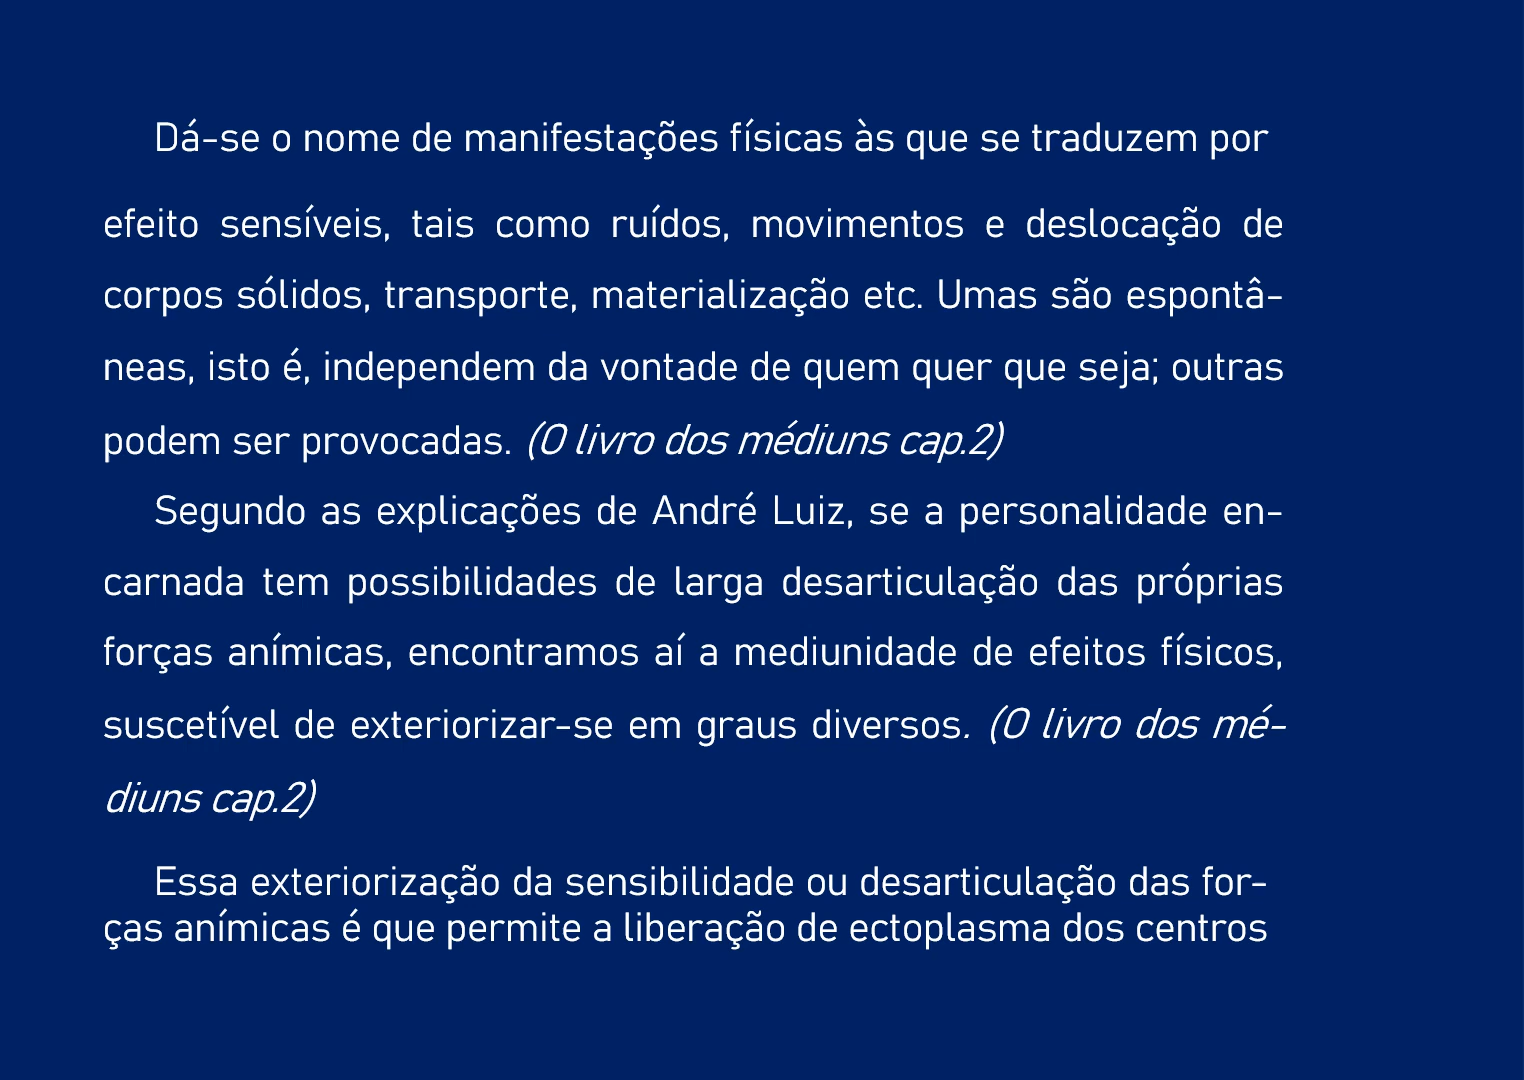 Dá-se o nome de manifestações físicas às que se traduzem por
efeito sensíveis, tais como ruídos, movimentos e deslocação de
corpos sólidos, transporte, materialização etc. Umas são espontâ-
neas, isto é, independem da vontade de quem quer que seja; outras
podem ser provocadas. (O livro dos médiuns cap.2)
Segundo as explicações de André Luiz, se a personalidade en-
carnada tem possibilidades de larga desarticulação das próprias
forças anímicas, encontramos aí a mediunidade de efeitos físicos,
suscetível de exteriorizar-se em graus diversos. (O livro dos mé-
diuns cap.2)
Essa exteriorização da sensibilidade ou desarticulação das for-
ças anímicas é que permite a liberação de ectoplasma dos centros